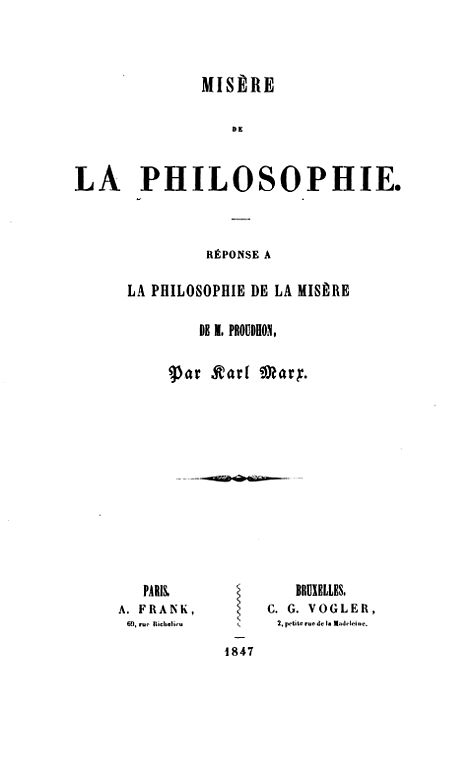 MISÈRE
DE
LA PHILOSOPHIE.
RÉPONSE A
LA PHILOSOPHIE DE LA MISÈRE
DE M. PROUDHON,
Par Karl Marx.
PARIS.
A. FRANK,
69, rue Richelieu
BRUXELLES.
C. G. VOGLER,
2, petite rue de la Madeleine.
1847